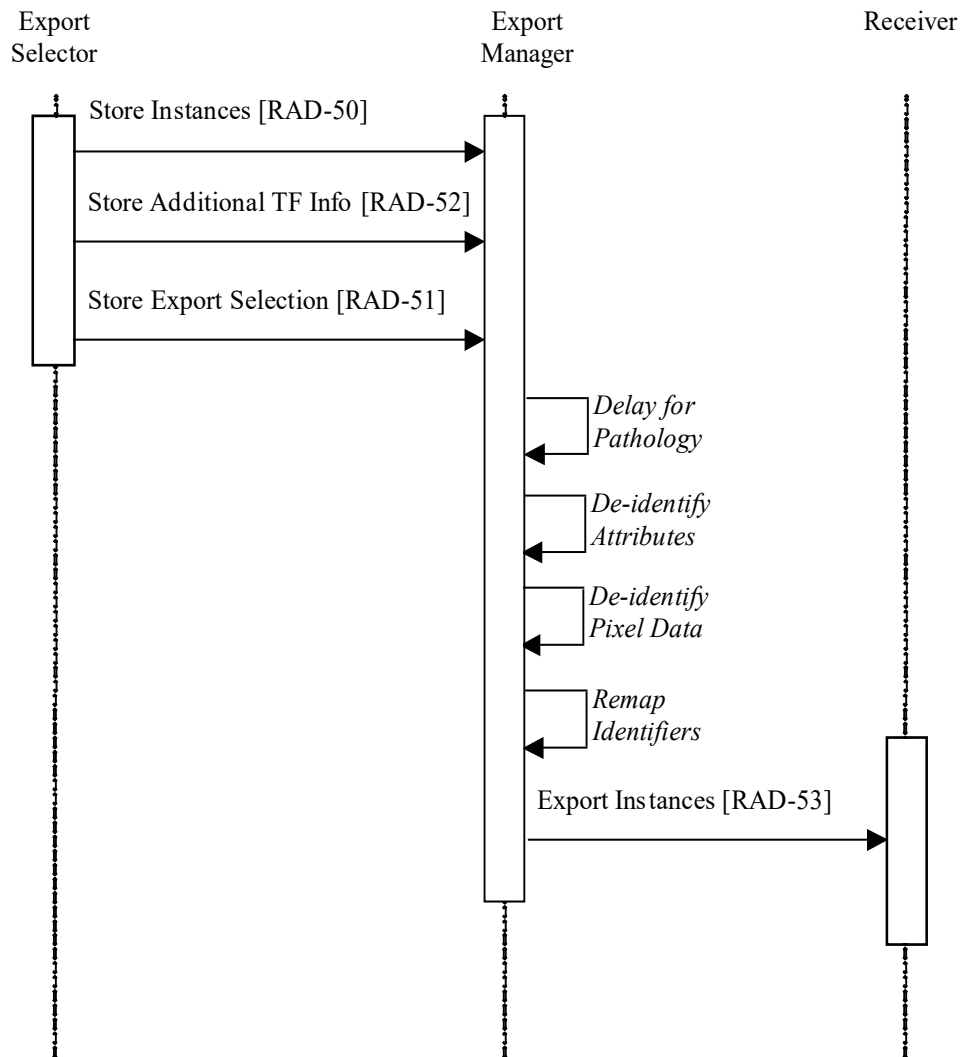 Export
Selector
Export
Manager
Receiver
Store Instances [RAD-50]
Store Additional TF Info [RAD-52]
Store Export Selection [RAD-51]
Delay for
Pathology
De-identify
Attributes
De-identify
Pixel Data
Remap
Identifiers
Export Instances [RAD-53]